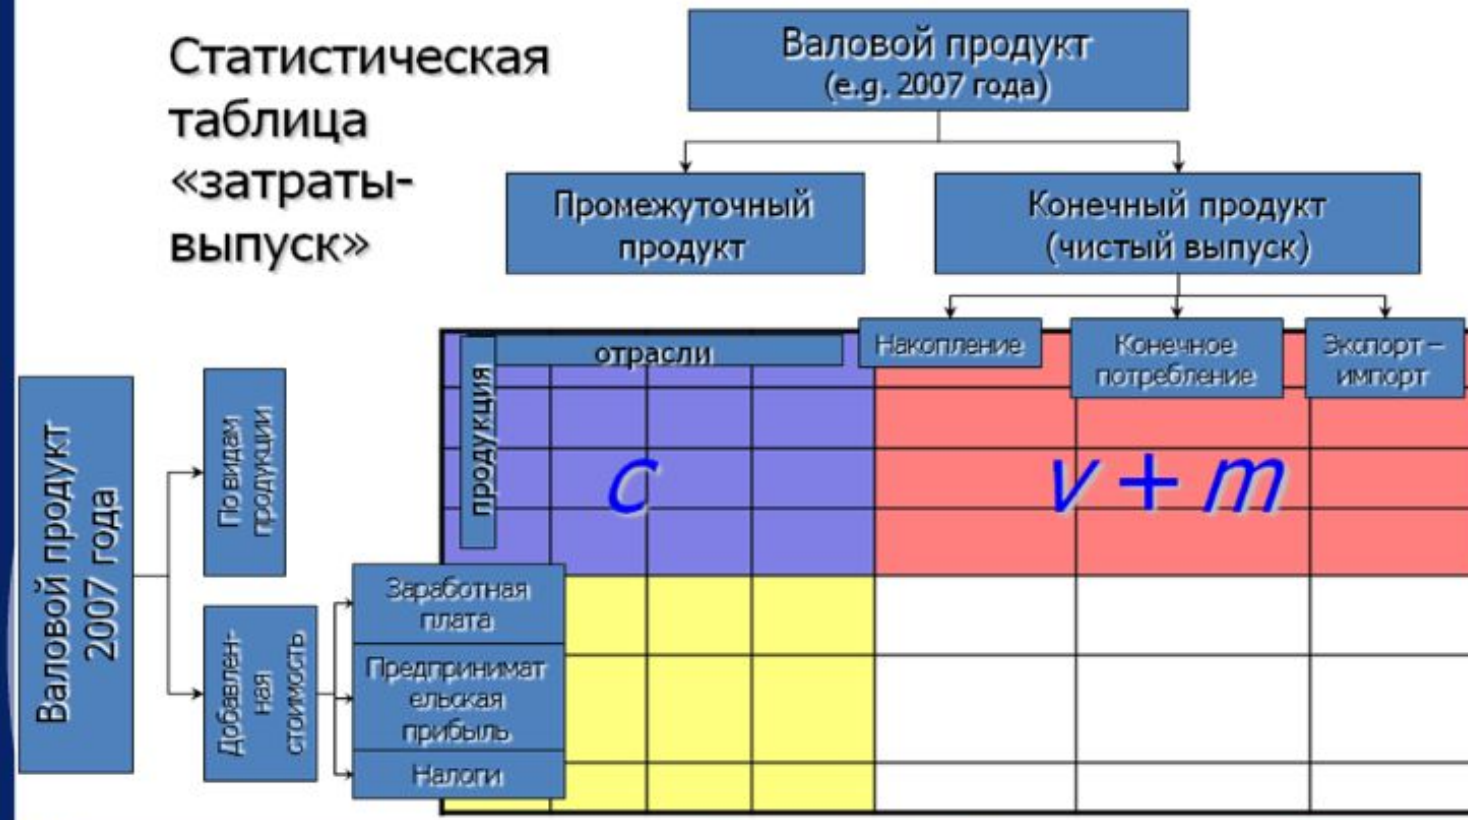 Статистическая
таблица
«затраты-
выпуск»
Валовой продукт
(e.g. 2007 года)
Промежуточный
продукт
Конечный продукт
(чистый выпуск)
отрасли
Накопление
Конечное
потребление
Экспорт –
импорт
продукция
c
v + m
Валовой продукт
2007 года
По видам
продукции
Добавлен-
ная
стоимость
Заработная
плата
Предпринимат
ельская
прибыль
Налоги